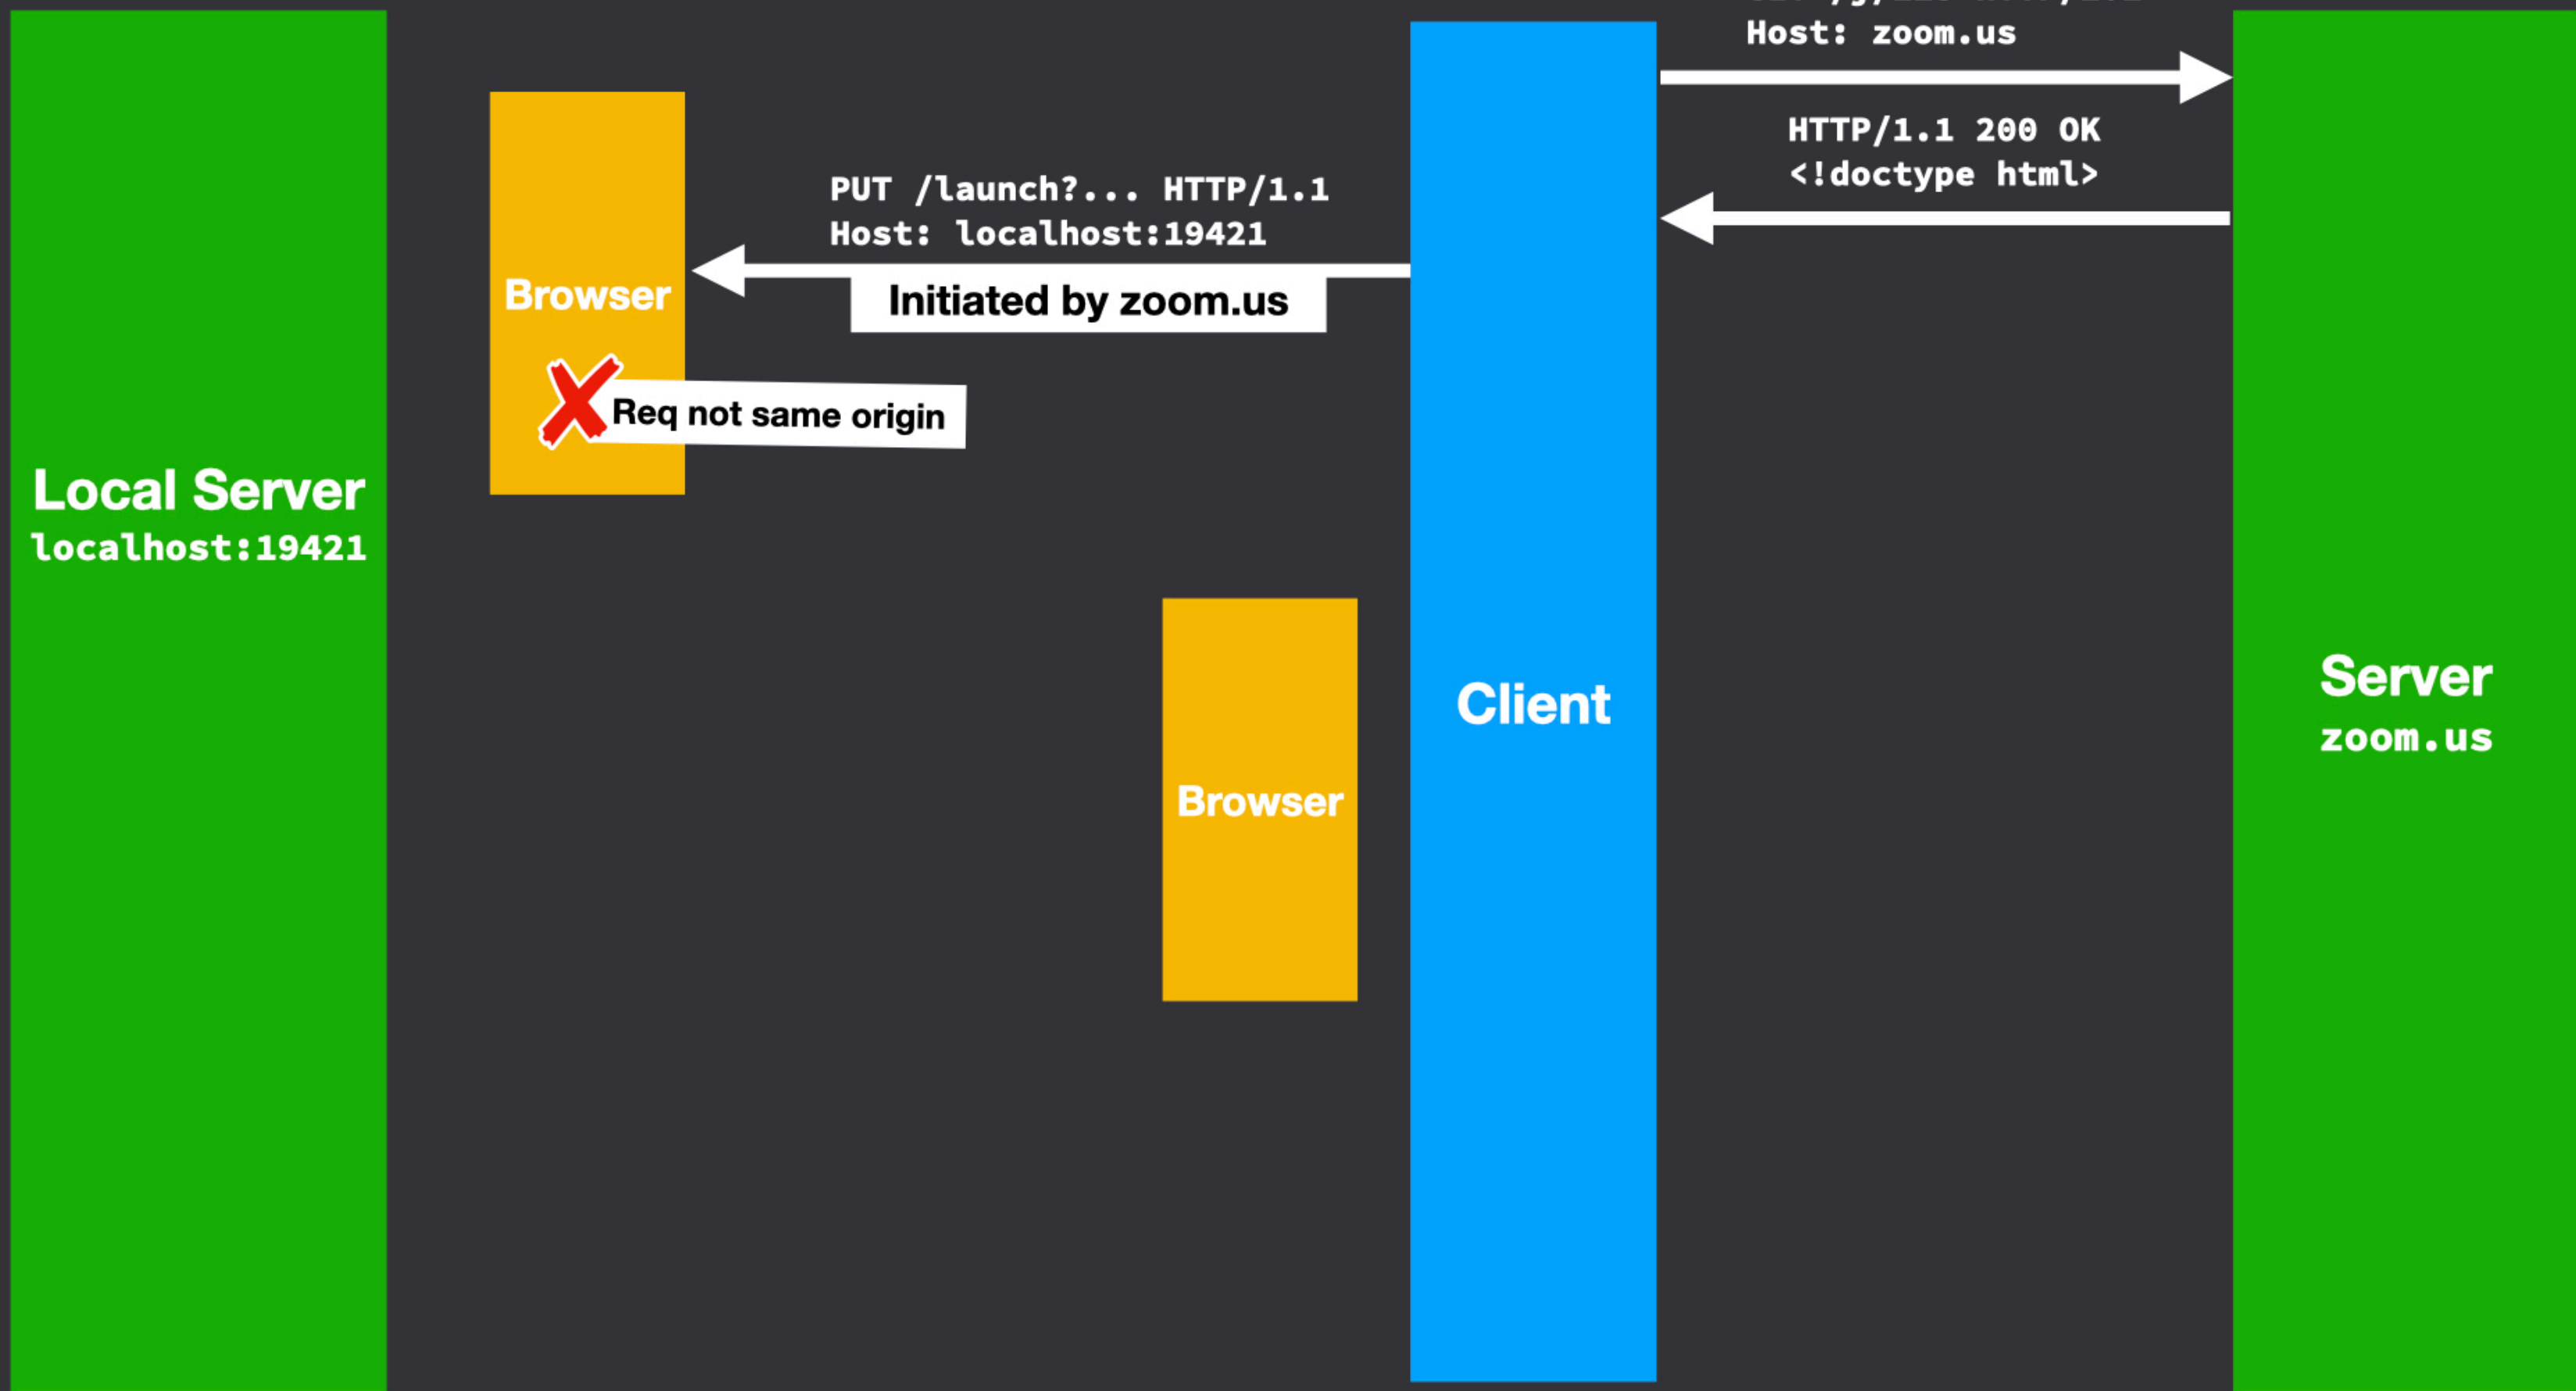 Host: zoom.us
HTTP/1.1 200 OK
<!doctype html>
PUT /launch?... HTTP/1.1
Host: localhost:19421
Initiated by zoom.us
Browser
Req not same origin
Local Server
localhost:19421
Browser
Client
Server
zoom.us